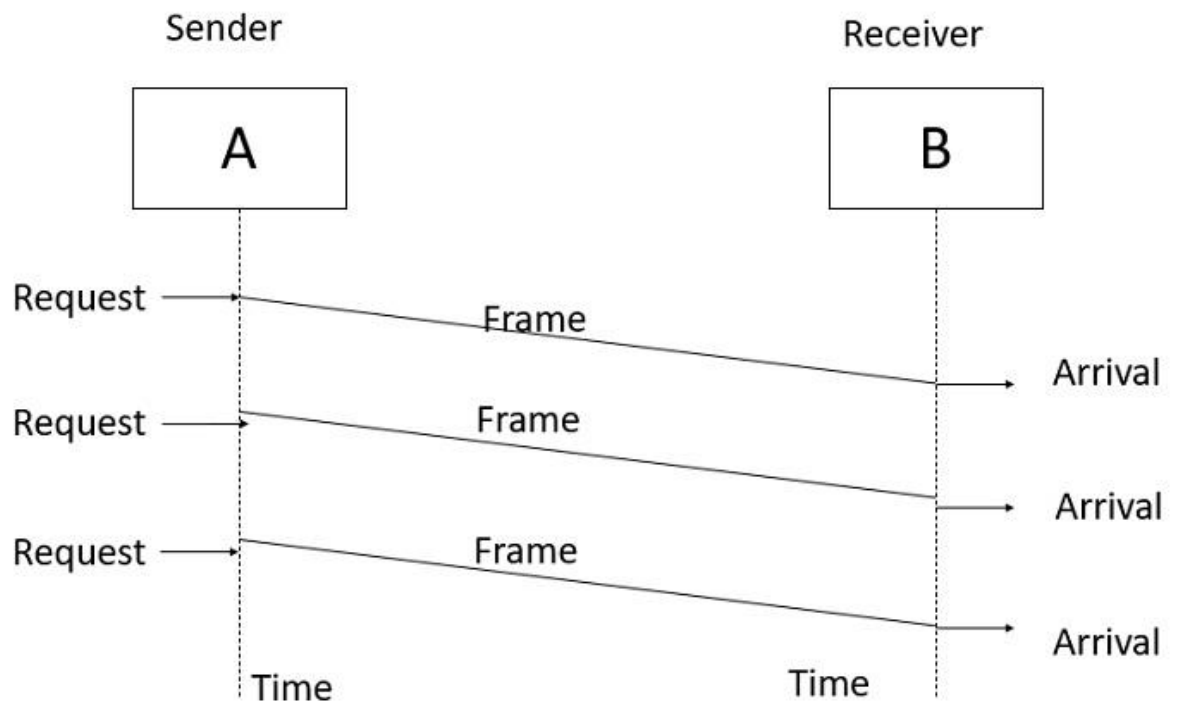 Sender
Receiver
A
B
Request
Frame
Arrival
Request
Frame
Arrival
Request
Frame
Arrival
Time
Time